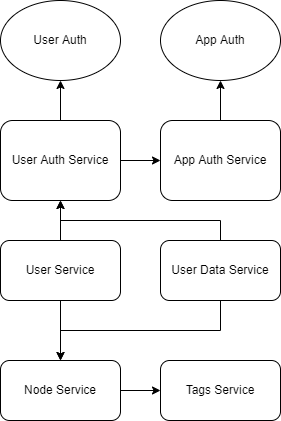 User Auth
App Auth
User Auth Service
App Auth Service
User Service
User Data Service
Node Service
Tags Service